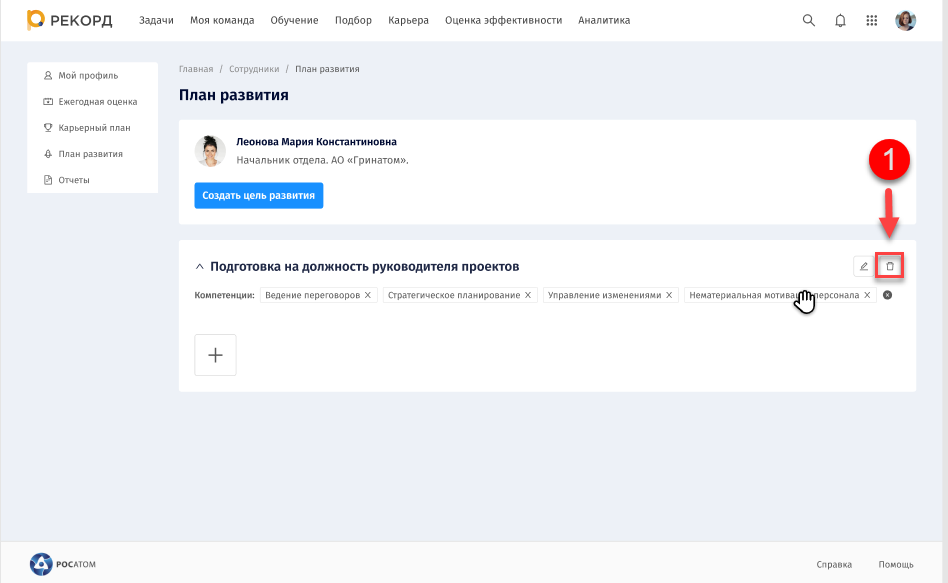 РЕКОРД Задачи Моя команда Обучение Подбор Карьера Оценка эффективности Аналитика
Мой профиль
Ежегодная оценка
Карьерный план
План развития
Отчеты
Главная / Сотрудники / План развития
План развития
Леонова Мария Константиновна
Начальник отдела. АО «Гринатом».
Создать цель развития
1
Подготовка на должность руководителя проектов
Компетенции: Ведение переговоров X Стратегическое планирование X Управление изменениями X Нематериальная персонала X
РОСАТОМ
Справка Помощь